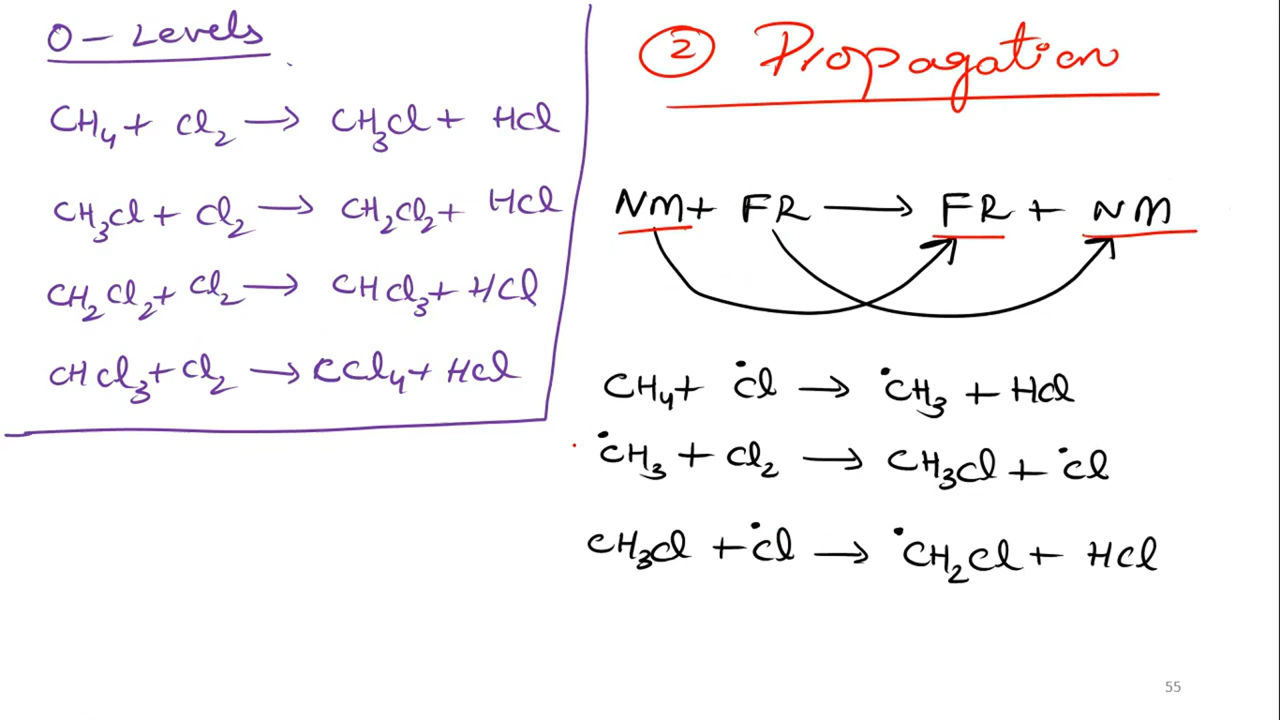 O – Levels
CH₄ + Cl₂ → CH₃Cl + HCl
CH₃Cl + Cl₂ → CH₂Cl₂ + HCl
CH₂Cl₂ + Cl₂ → CHCl₃ + HCl
CHCl₃ + Cl₂ → CCl₄ + HCl
② Propagation
NM + FR → FR + NM
CH₄ + •Cl → •CH₃ + HCl
•CH₃ + Cl₂ → CH₃Cl + •Cl
CH₃Cl + •Cl → •CH₂Cl + HCl
55